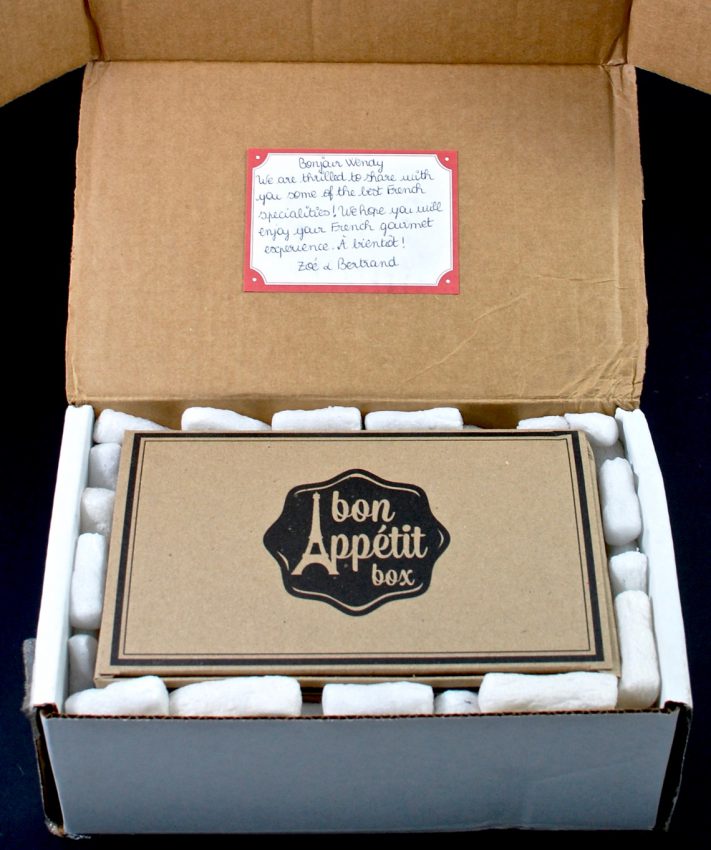 Bonjour Wendy
We are thrilled to share with
you some of the best French
specialities! We hope you will
enjoy your French gourmet
experience. À bientôt!
Zoé & Bertrand
bon
Appétit
box